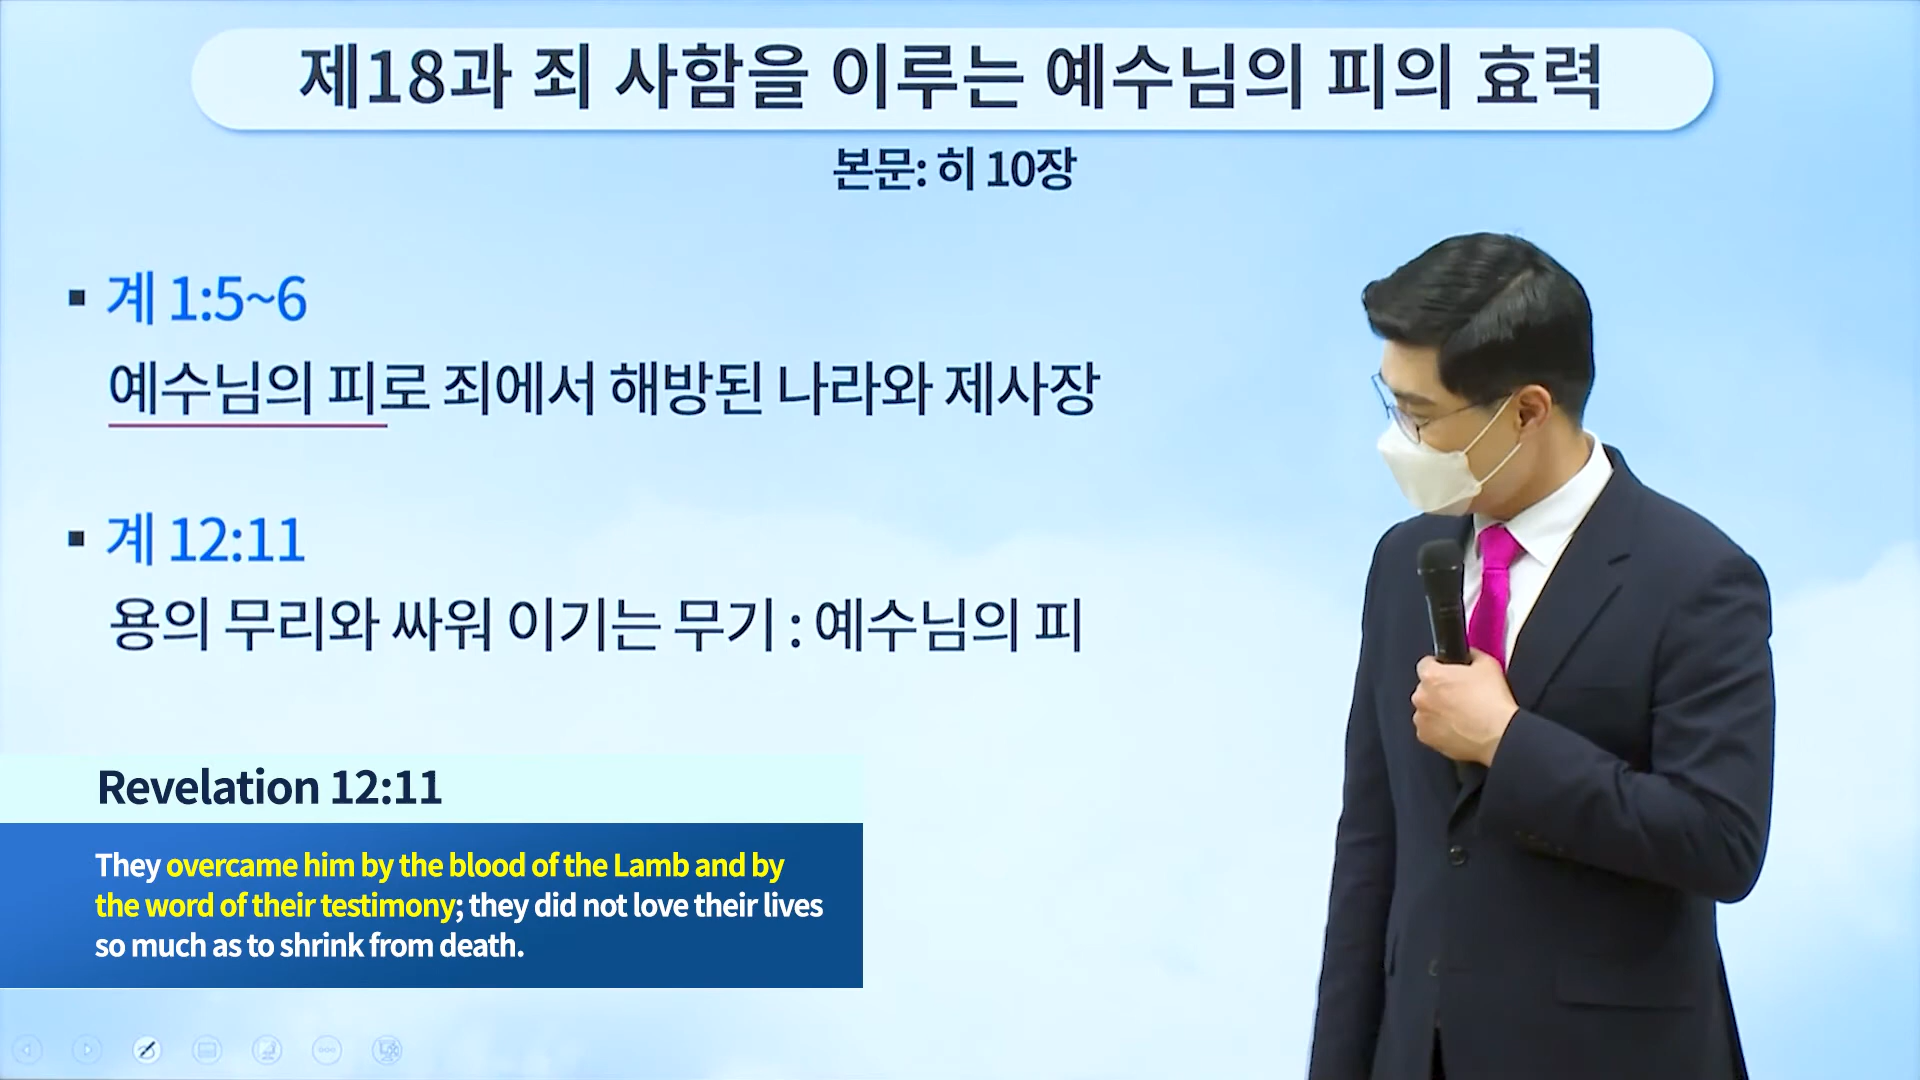 제18과 죄 사함을 이루는 예수님의 피의 효력
본문: 히 10장
▪ 계 1:5~6
예수님의 피로 죄에서 해방된 나라와 제사장
▪ 계 12:11
용의 무리와 싸워 이기는 무기 : 예수님의 피
Revelation 12:11
They overcame him by the blood of the Lamb and by
the word of their testimony; they did not love their lives
so much as to shrink from death.